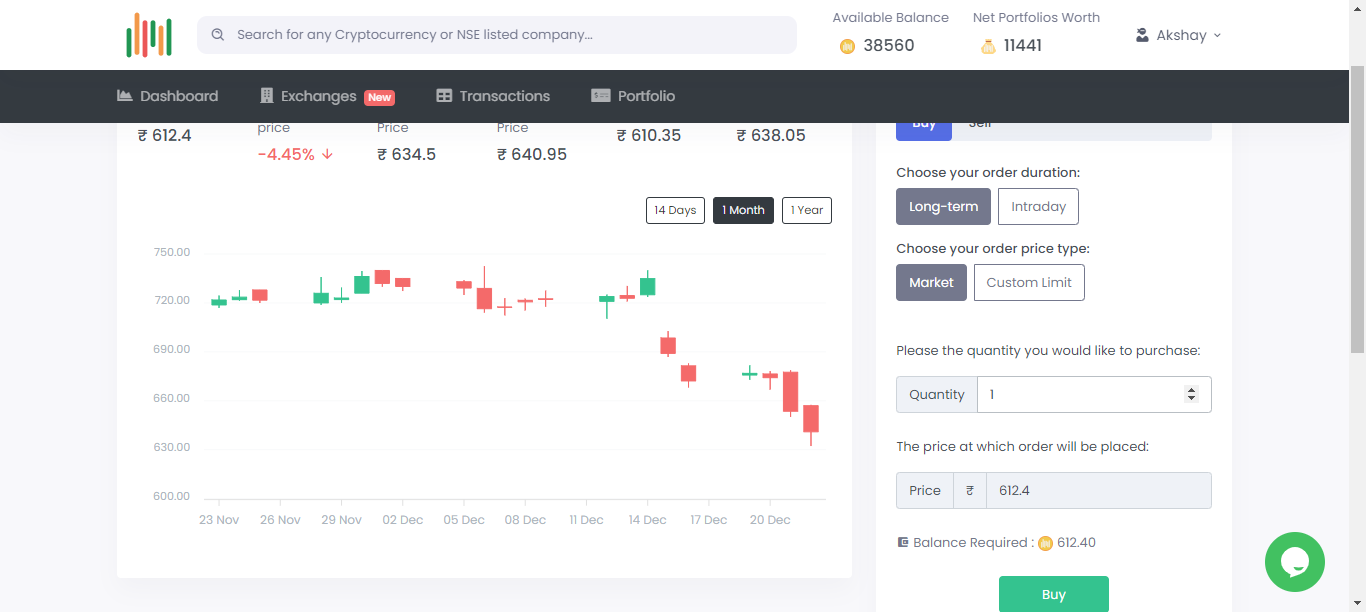 Search for any Cryptocurrency or NSE listed company...
Available Balance
38560
Net Portfolios Worth
11441
Akshay
Dashboard
Exchanges New
Transactions
Portfolio
₹ 612.4
price
-4.45%
Price
₹ 634.5
Price
₹ 640.95
₹ 610.35
₹ 638.05
14 Days
1 Month
1 Year
750.00
720.00
690.00
660.00
630.00
600.00
23 Nov 26 Nov 29 Nov 02 Dec 05 Dec 08 Dec 11 Dec 14 Dec 17 Dec 20 Dec
Buy Sell
Choose your order duration:
Long-term Intraday
Choose your order price type:
Market Custom Limit
Please the quantity you would like to purchase:
Quantity 1
The price at which order will be placed:
Price ₹ 612.4
Balance Required : 612.40
Buy